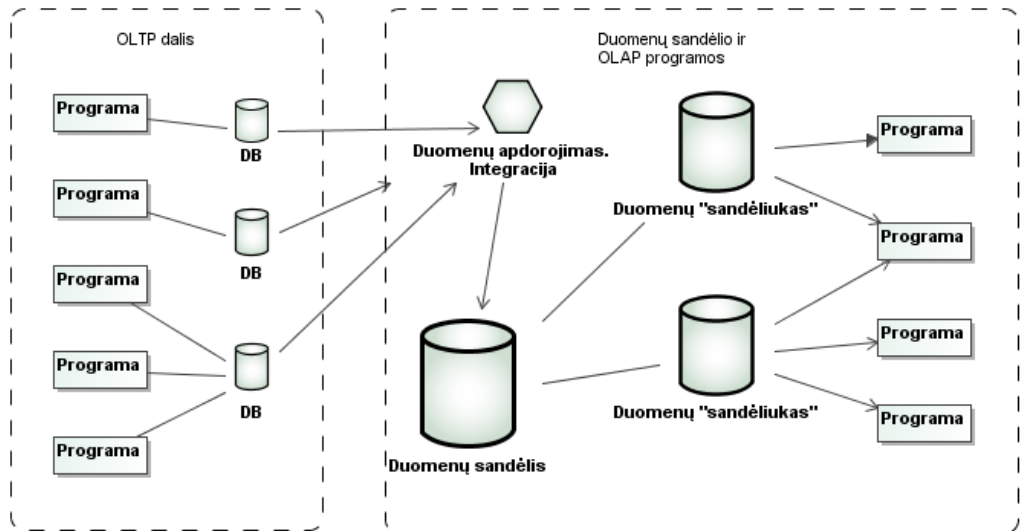 OLTP dalis
Programa
DB
Programa
DB
Programa
Programa
DB
Programa
Duomenų sandėlio ir
OLAP programos
Duomenų apdorojimas.
Integracija
Duomenų sandėlis
Duomenų "sandėliukas"
Duomenų "sandėliukas"
Programa
Programa
Programa
Programa